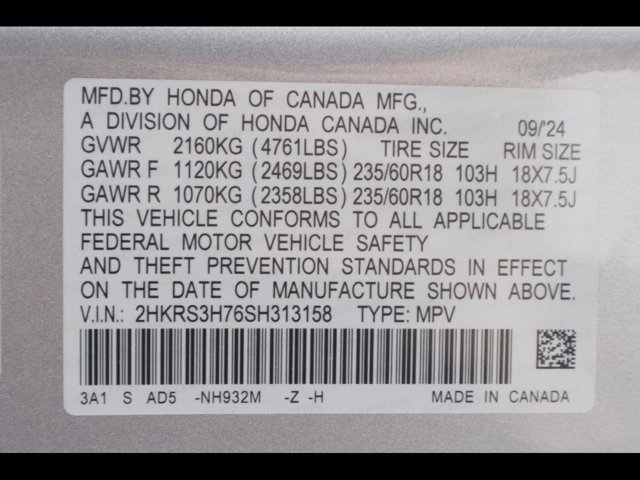 MFD.BY HONDA OF CANADA MFG.,
A DIVISION OF HONDA CANADA INC. 09/'24
GVWR 2160KG (4761LBS) TIRE SIZE RIM SIZE
GAWR F 1120KG (2469LBS) 235/60R18 103H 18X7.5J
GAWR R 1070KG (2358LBS) 235/60R18 103H 18X7.5J
THIS VEHICLE CONFORMS TO ALL APPLICABLE
FEDERAL MOTOR VEHICLE SAFETY
AND THEFT PREVENTION STANDARDS IN EFFECT
ON THE DATE OF MANUFACTURE SHOWN ABOVE.
V.I.N.: 2HKRS3H76SH313158 TYPE: MPV
3A1 S AD5 -NH932M -Z -H MADE IN CANADA